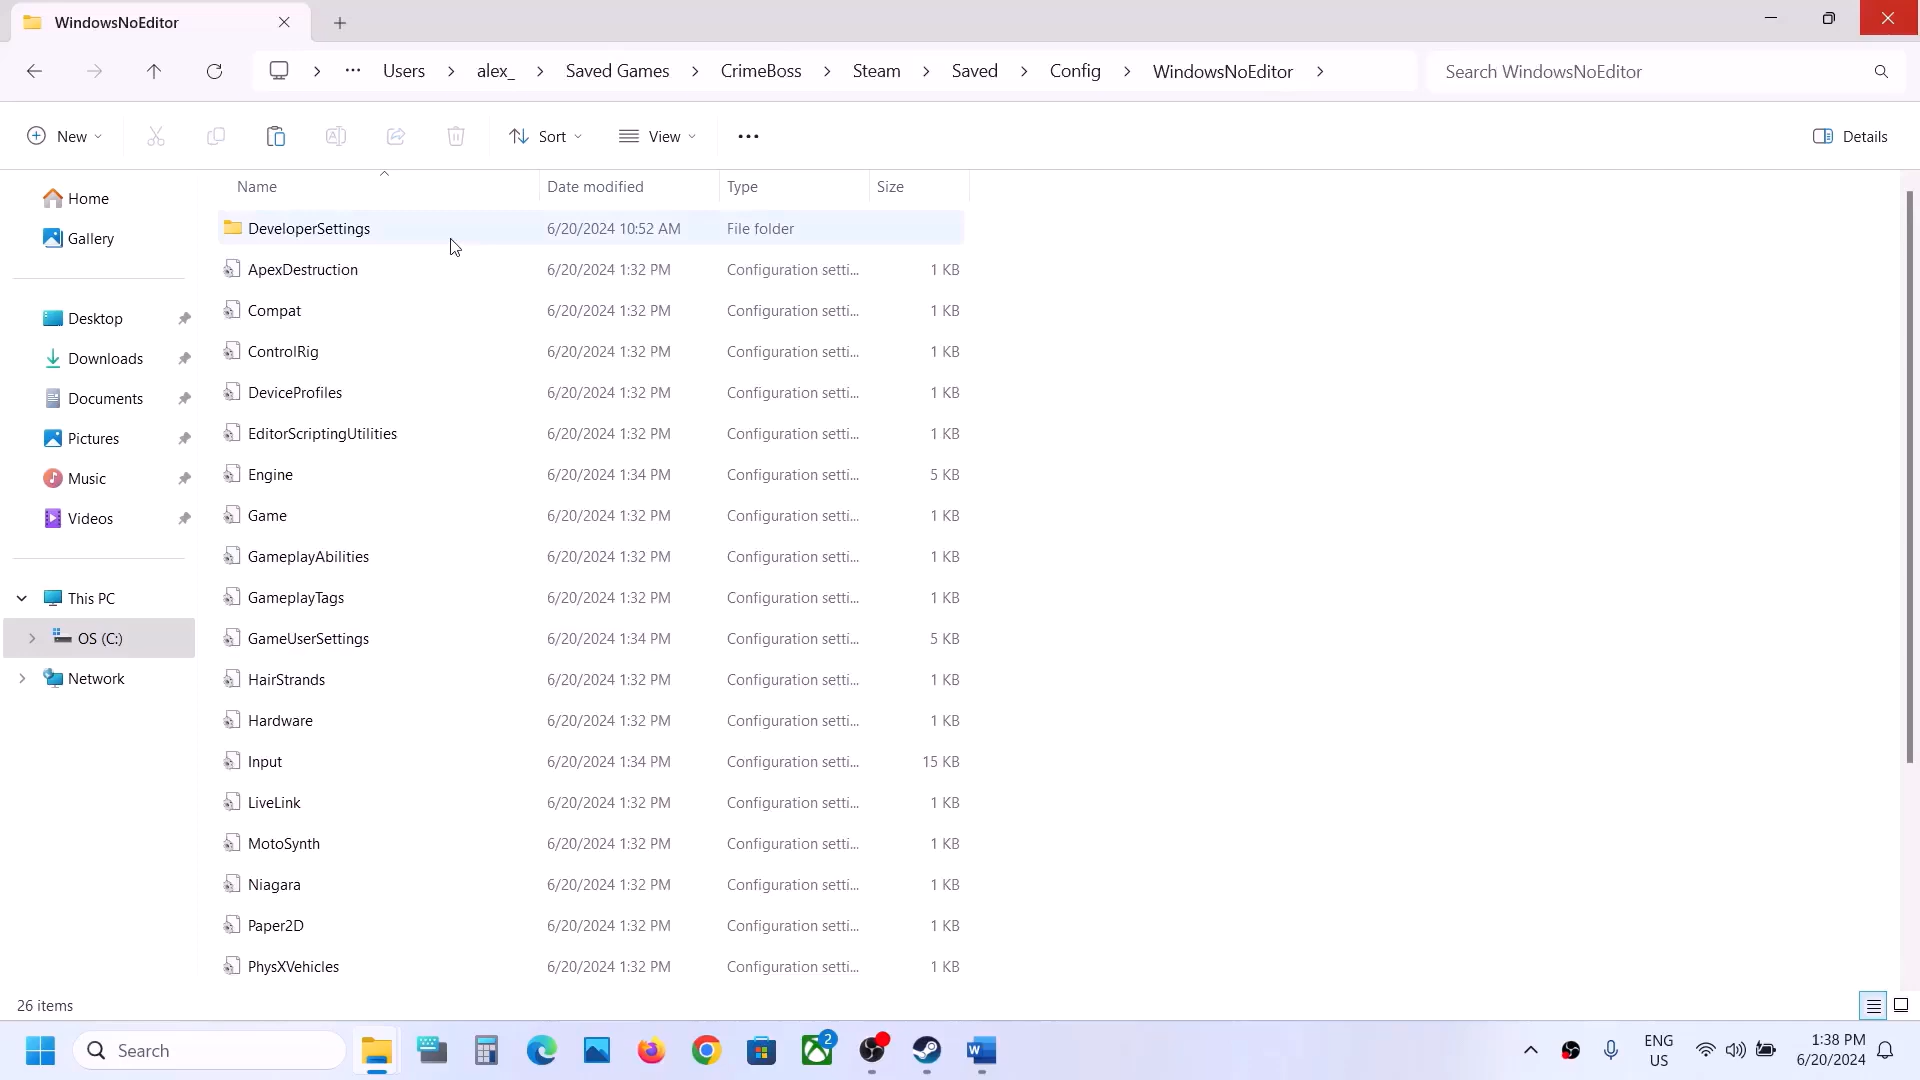 WindowsNoEditor
Users
alex_
Saved Games
CrimeBoss
Steam
Saved
Config
WindowsNoEditor
Search WindowsNoEditor
New
Sort
View
Details
Name
Date modified
Type
Size
Home
Gallery
Desktop
Downloads
Documents
Pictures
Music
Videos
This PC
OS (C:)
Network
DeveloperSettings 6/20/2024 10:52 AM File folder
ApexDestruction 6/20/2024 1:32 PM Configuration setti... 1 KB
Compat 6/20/2024 1:32 PM Configuration setti... 1 KB
ControlRig 6/20/2024 1:32 PM Configuration setti... 1 KB
DeviceProfiles 6/20/2024 1:32 PM Configuration setti... 1 KB
EditorScriptingUtilities 6/20/2024 1:32 PM Configuration setti... 1 KB
Engine 6/20/2024 1:34 PM Configuration setti... 5 KB
Game 6/20/2024 1:32 PM Configuration setti... 1 KB
GameplayAbilities 6/20/2024 1:32 PM Configuration setti... 1 KB
GameplayTags 6/20/2024 1:32 PM Configuration setti... 1 KB
GameUserSettings 6/20/2024 1:34 PM Configuration setti... 5 KB
HairStrands 6/20/2024 1:32 PM Configuration setti... 1 KB
Hardware 6/20/2024 1:32 PM Configuration setti... 1 KB
Input 6/20/2024 1:34 PM Configuration setti... 15 KB
LiveLink 6/20/2024 1:32 PM Configuration setti... 1 KB
MotoSynth 6/20/2024 1:32 PM Configuration setti... 1 KB
Niagara 6/20/2024 1:32 PM Configuration setti... 1 KB
Paper2D 6/20/2024 1:32 PM Configuration setti... 1 KB
PhysXVehicles 6/20/2024 1:32 PM Configuration setti... 1 KB
26 items
Search
2
ENG
US
1:38 PM
6/20/2024